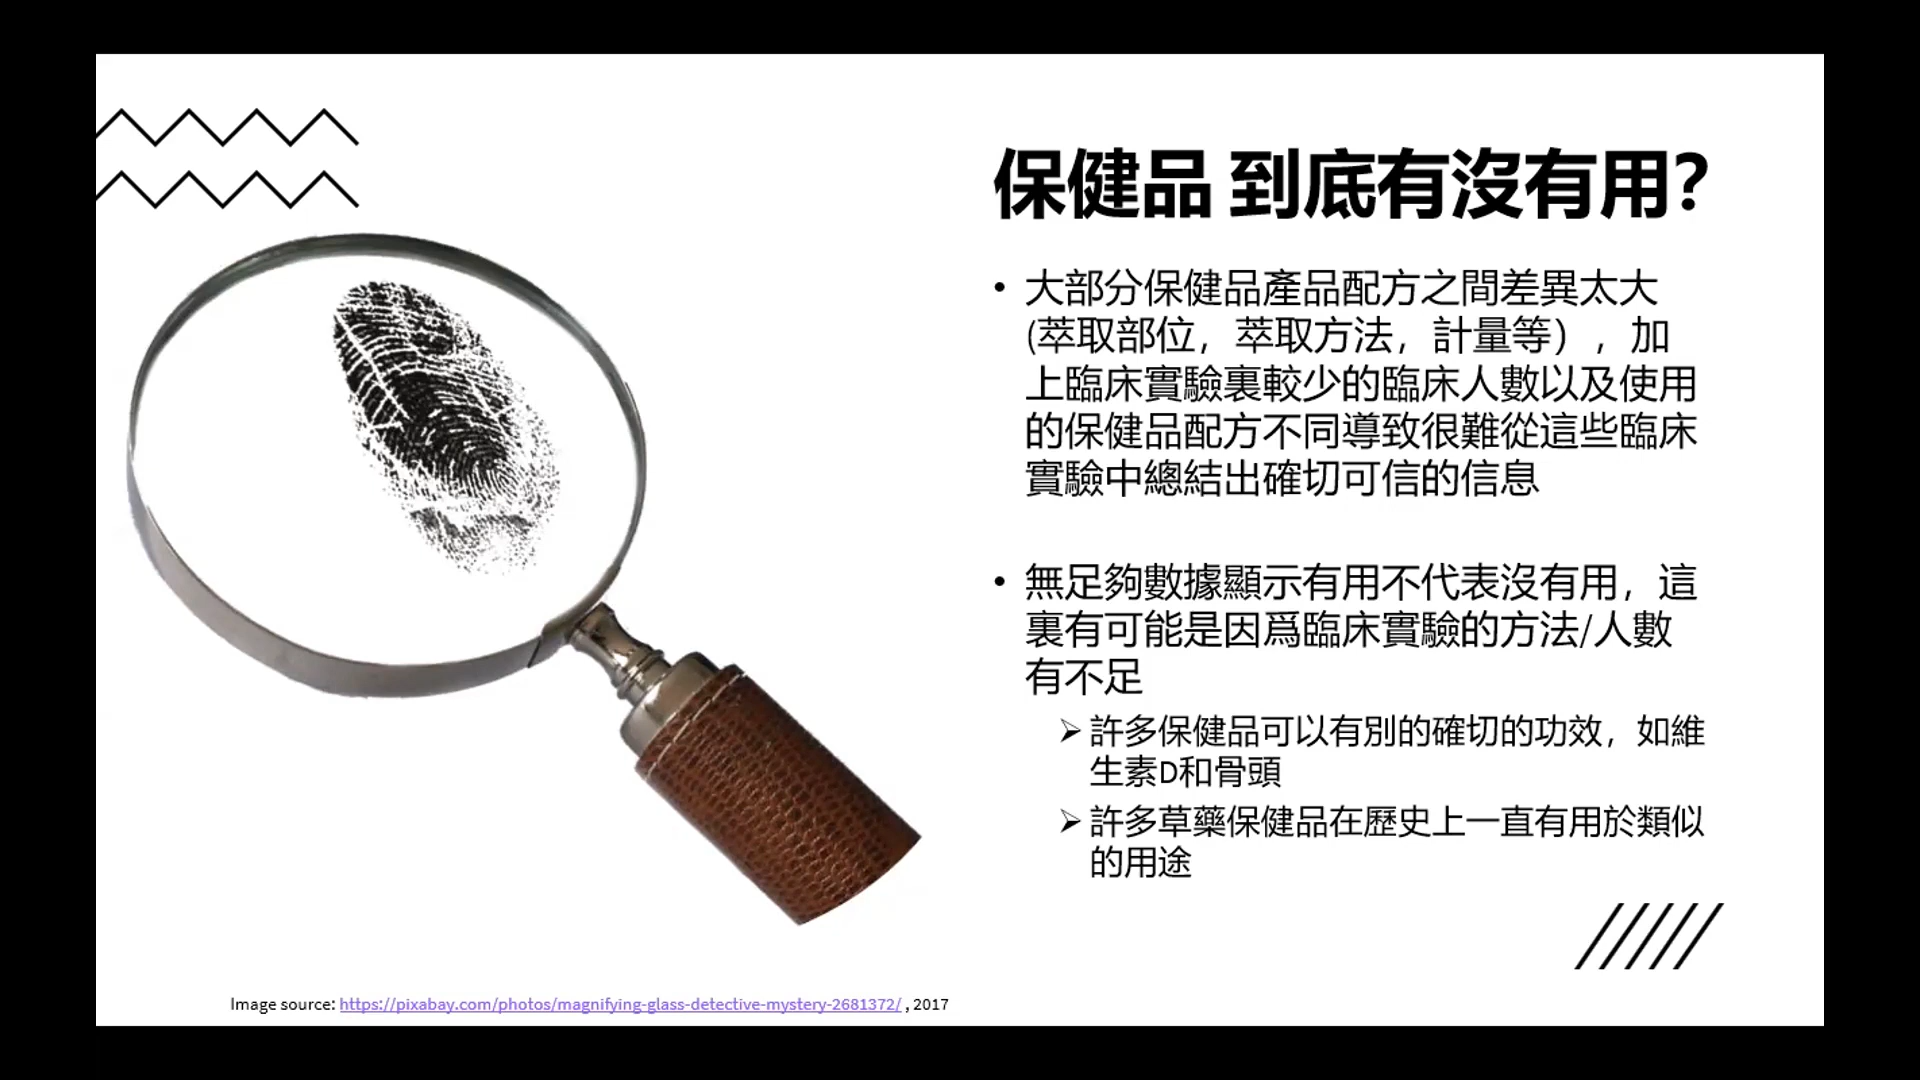 保健品 到底有沒有用？
• 大部分保健品產品配方之間差異太大
(萃取部位，萃取方法，計量等），加
上臨床實驗裏較少的臨床人數以及使用
的保健品配方不同導致很難從這些臨床
實驗中總結出確切可信的信息
• 無足夠數據顯示有用不代表沒有用，這
裏有可能是因爲臨床實驗的方法/人數
有不足
➢ 許多保健品可以有別的確切的功效，如維
生素D和骨頭
➢ 許多草藥保健品在歷史上一直有用於類似
的用途
Image source: https://pixabay.com/photos/magnifying-glass-detective-mystery-2681372/ , 2017